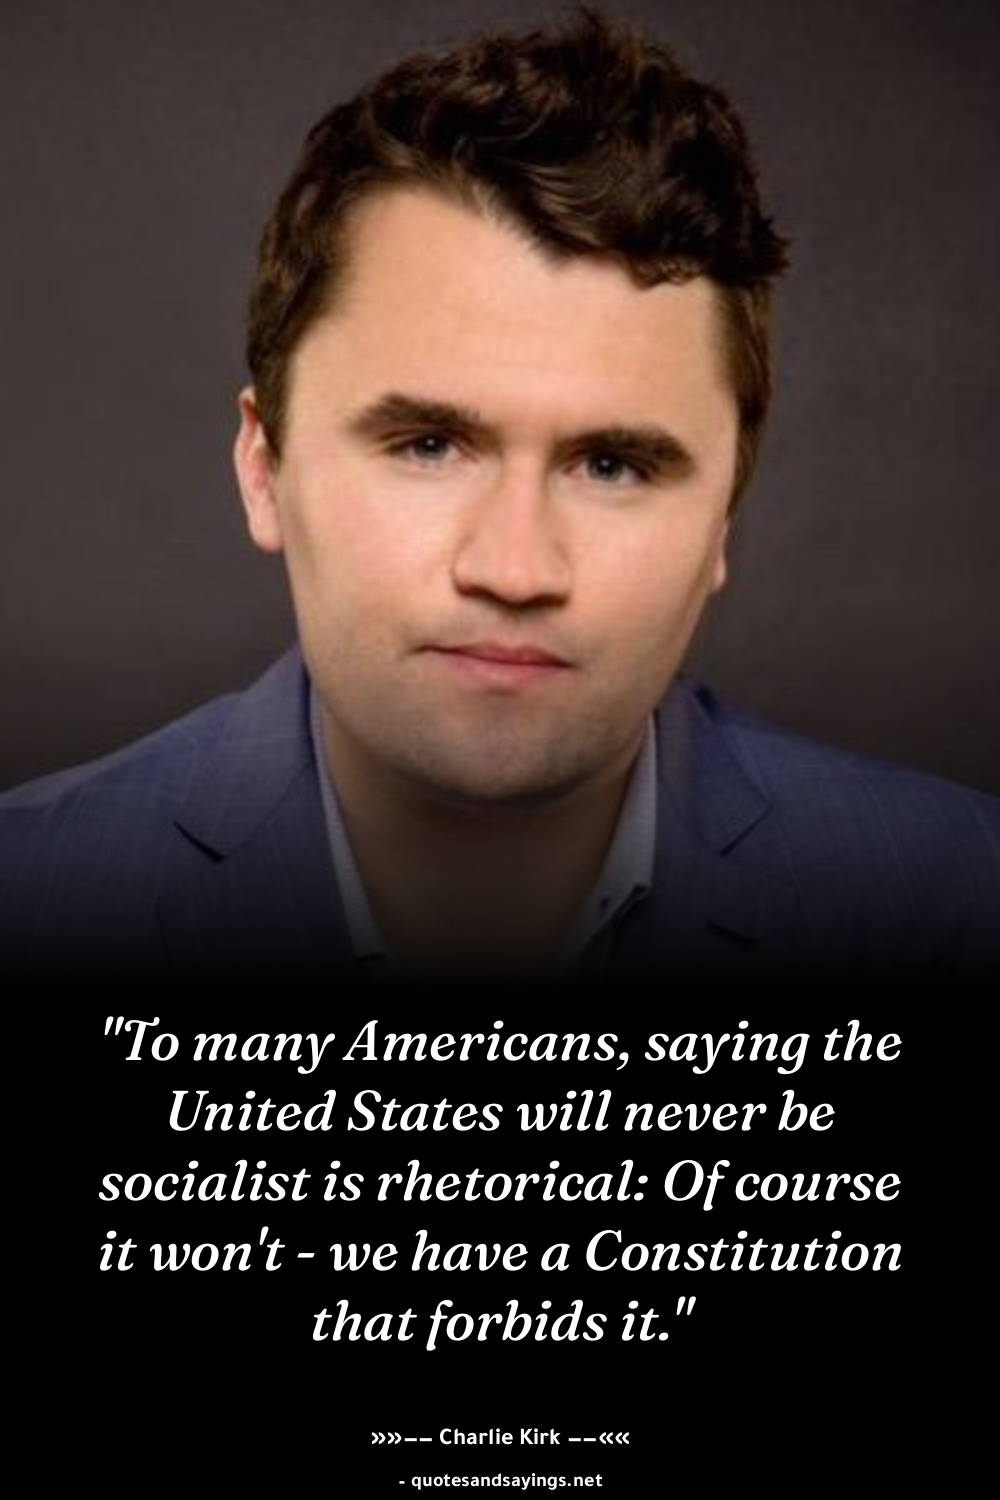 "To many Americans, saying the
United States will never be
socialist is rhetorical: Of course
it won't - we have a Constitution
that forbids it."
»»−− Charlie Kirk −−««
- quotesandsayings.net